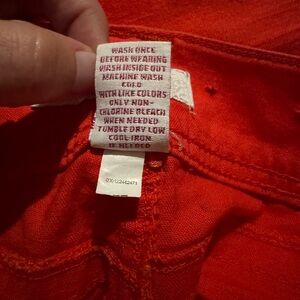 WASH ONCE
BEFORE WEARING
WASH INSIDE OUT
MACHINE WASH
COLD
WITH LIKE COLORS
ONLY NON-
CHLORINE BLEACH
WHEN NEEDED
TUMBLE DRY LOW
COOL IRON
IF NEEDED